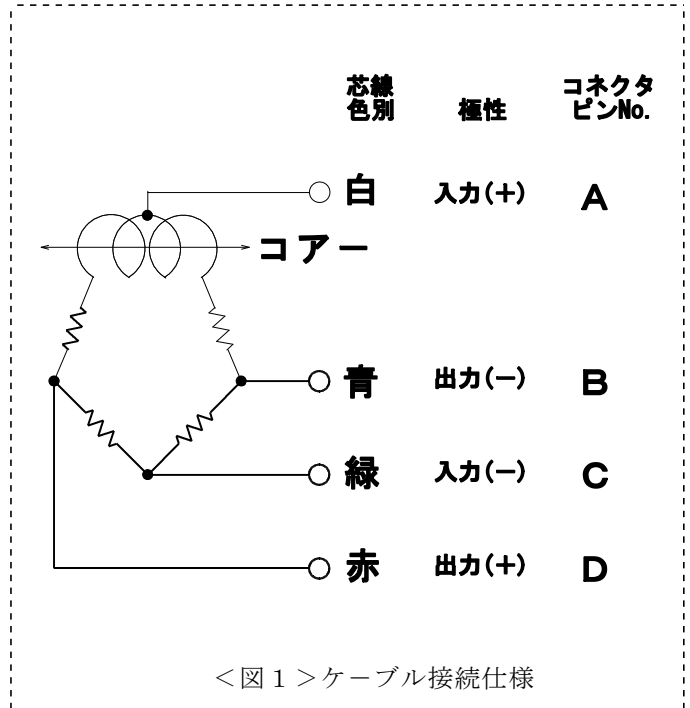 芯線
色別
極性
コネクタ
ピンNo.
白 入力(+) A
コアー
青 出力(−) B
緑 入力(−) C
赤 出力(+) D
＜図１＞ケーブル接続仕様